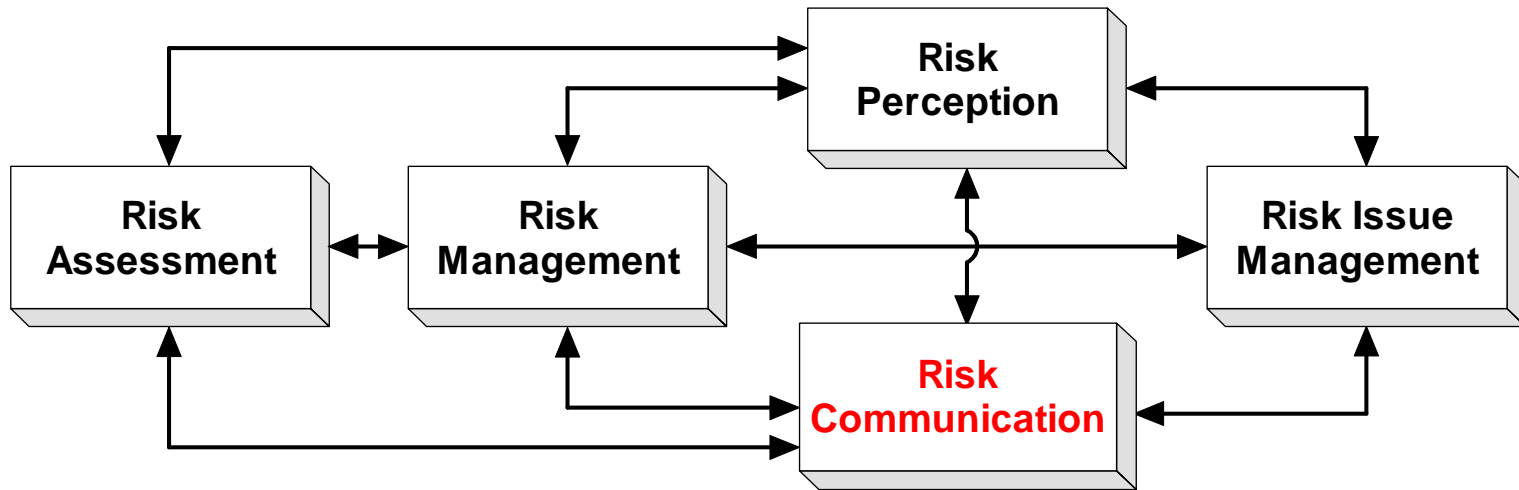 Risk
Perception
Risk
Assessment
Risk
Management
Risk Issue
Management
Risk
Communication